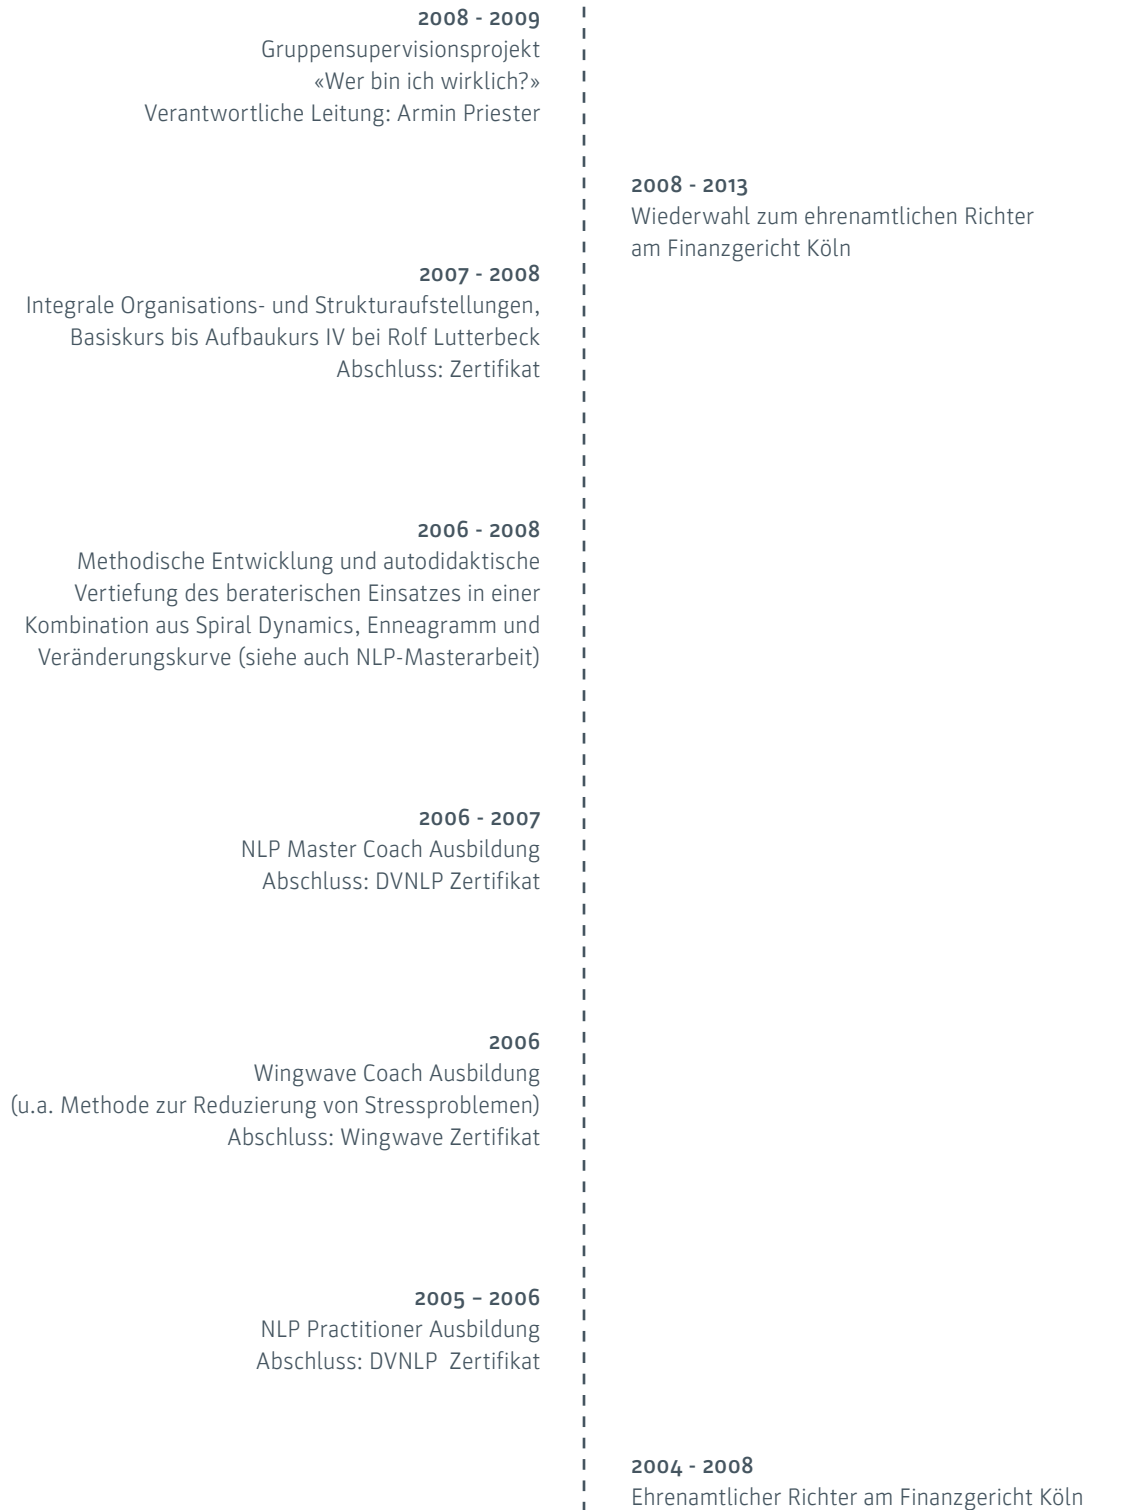 2008 - 2009
Gruppensupervisionsprojekt
«Wer bin ich wirklich?»
Verantwortliche Leitung: Armin Priester
2008 - 2013
Wiederwahl zum ehrenamtlichen Richter
am Finanzgericht Köln
2007 - 2008
Integrale Organisations- und Strukturaufstellungen,
Basiskurs bis Aufbaukurs IV bei Rolf Lutterbeck
Abschluss: Zertifikat
2006 - 2008
Methodische Entwicklung und autodidaktische
Vertiefung des beraterischen Einsatzes in einer
Kombination aus Spiral Dynamics, Enneagramm und
Veränderungskurve (siehe auch NLP-Masterarbeit)
2006 - 2007
NLP Master Coach Ausbildung
Abschluss: DVNLP Zertifikat
2006
Wingwave Coach Ausbildung
(u.a. Methode zur Reduzierung von Stressproblemen)
Abschluss: Wingwave Zertifikat
2005 – 2006
NLP Practitioner Ausbildung
Abschluss: DVNLP  Zertifikat
2004 - 2008
Ehrenamtlicher Richter am Finanzgericht Köln